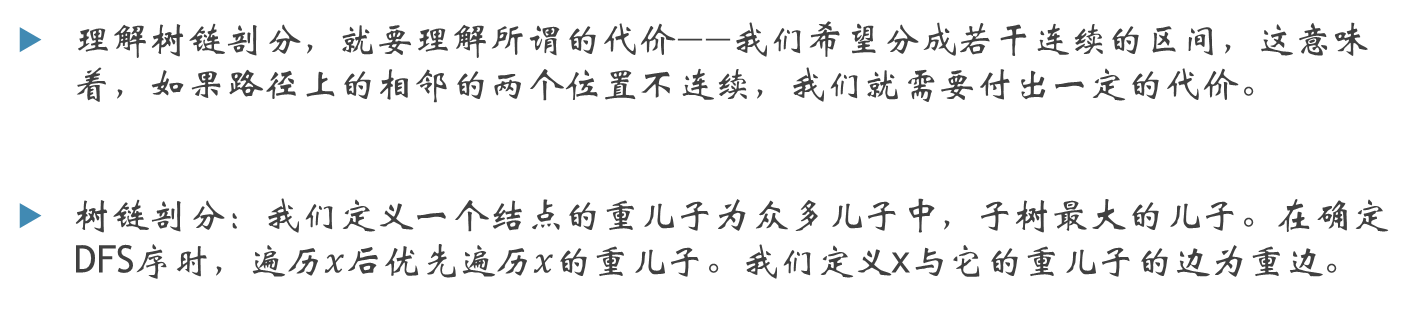 理解树链剖分，就要理解所谓的代价——我们希望分成若干连续的区间，这意味
着，如果路径上的相邻的两个位置不连续，我们就需要付出一定的代价。
树链剖分：我们定义一个结点的重儿子为众多儿子中，子树最大的儿子。在确定
DFS序时，遍历x后优先遍历x的重儿子。我们定义x与它的重儿子的边为重边。